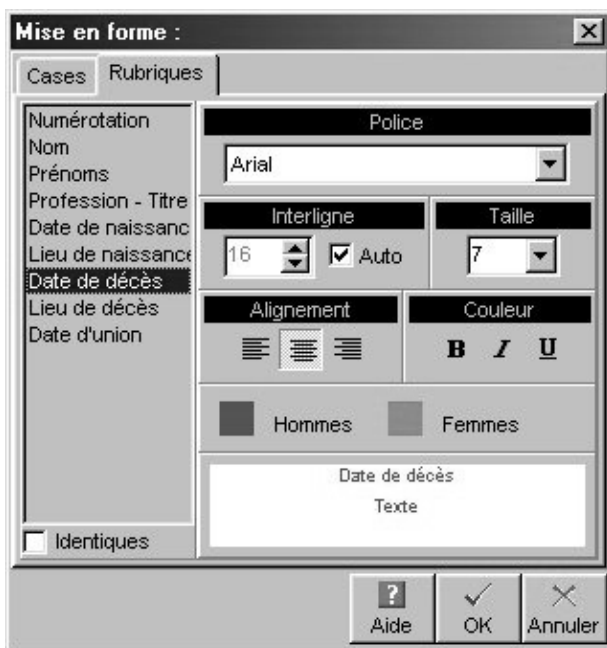 Mise en forme :
Cases
Rubriques
Numérotation
Nom
Prénoms
Profession - Titre
Date de naissanc
Lieu de naissance
Date de décès
Lieu de décès
Date d'union
Identiques
Police
Arial
Interligne
Taille
16
Auto
7
Alignement
Couleur
B I U
Hommes
Femmes
Date de décès
Texte
?
Aide
OK
Annuler